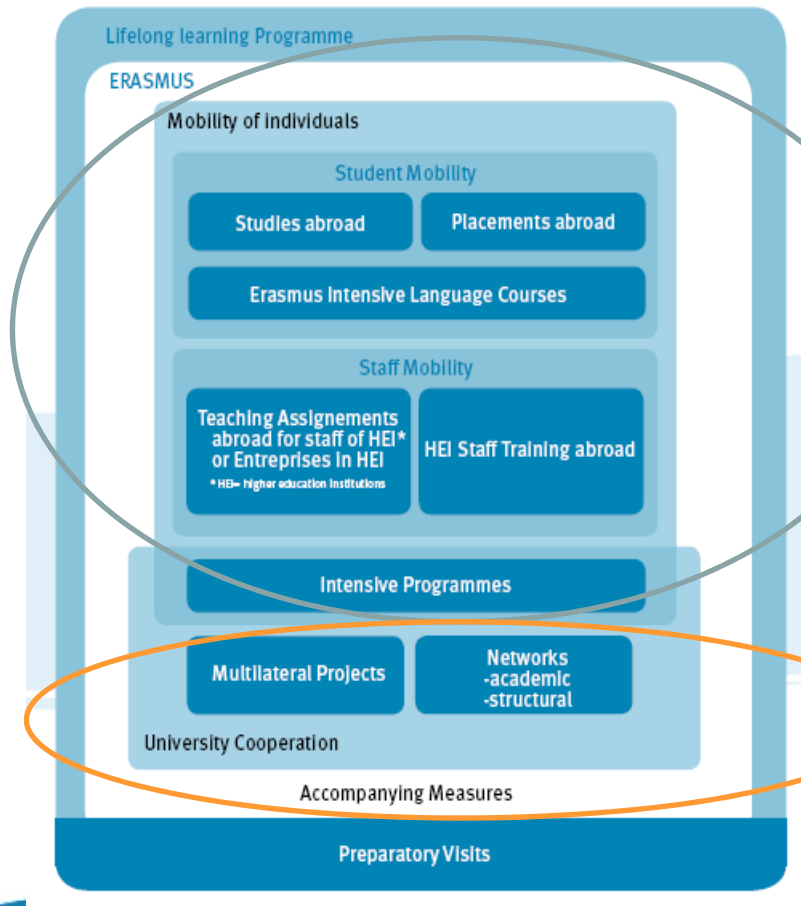 Lifelong learning Programme
ERASMUS
Mobility of individuals
Student Mobility
Studies abroad
Placements abroad
Erasmus Intensive Language Courses
Staff Mobility
Teaching Assignements
abroad for staff of HEI*
or Entreprises in HEI
* HEI= higher education institutions
HEI Staff Training abroad
Intensive Programmes
Multilateral Projects
Networks
-academic
-structural
University Cooperation
Accompanying Measures
Preparatory Visits